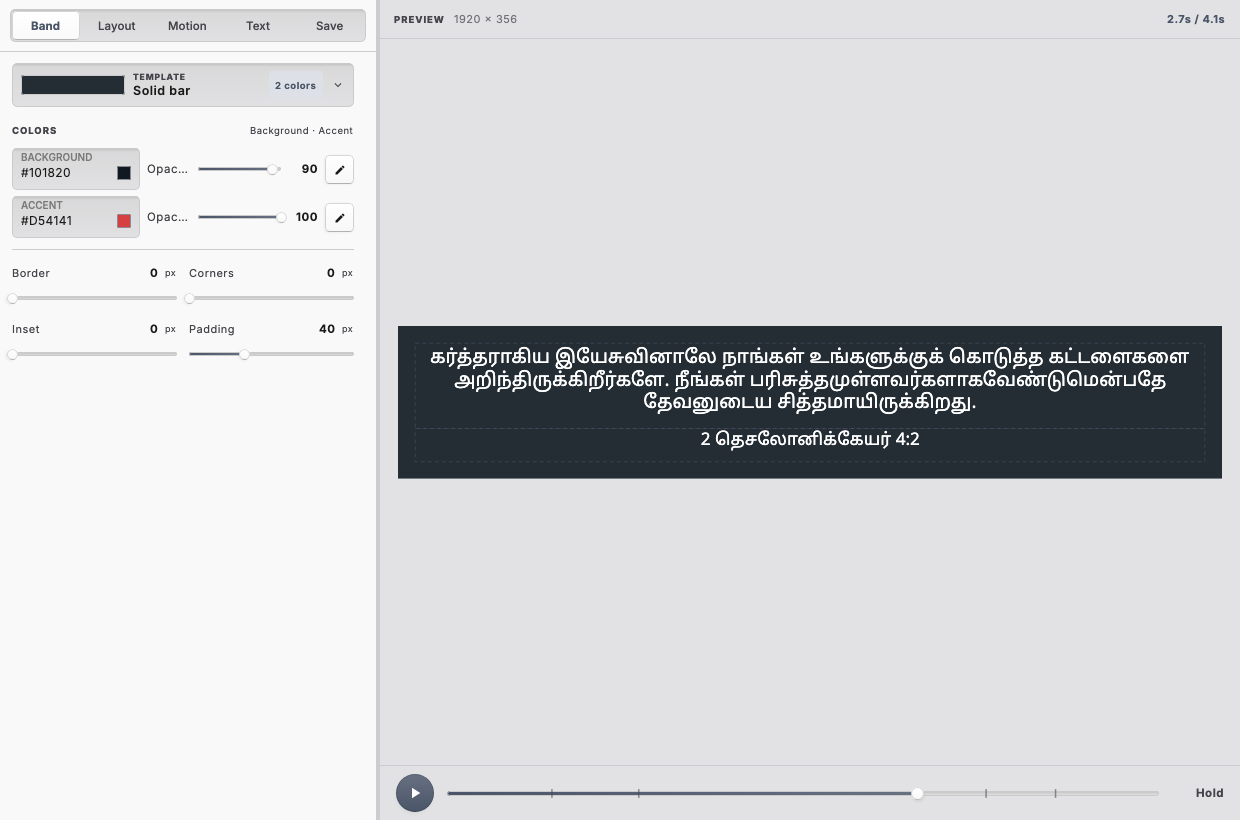 Band
Layout
Motion
Text
Save
PREVIEW 1920 × 356
2.7s / 4.1s
TEMPLATE
Solid bar
2 colors
COLORS
Background · Accent
BACKGROUND
#101820
Opac... 90
ACCENT
#D54141
Opac... 100
Border 0 px
Corners 0 px
Inset 0 px
Padding 40 px
கர்த்தராகிய இயேசுவினாலே நாங்கள் உங்களுக்குக் கொடுத்த கட்டளைகளை
அறிந்திருக்கிறீர்களே. நீங்கள் பரிசுத்தமுள்ளவர்களாகவேண்டுமென்பதே
தேவனுடைய சித்தமாயிருக்கிறது.
2 தெசலோனிக்கேயர் 4:2
Hold